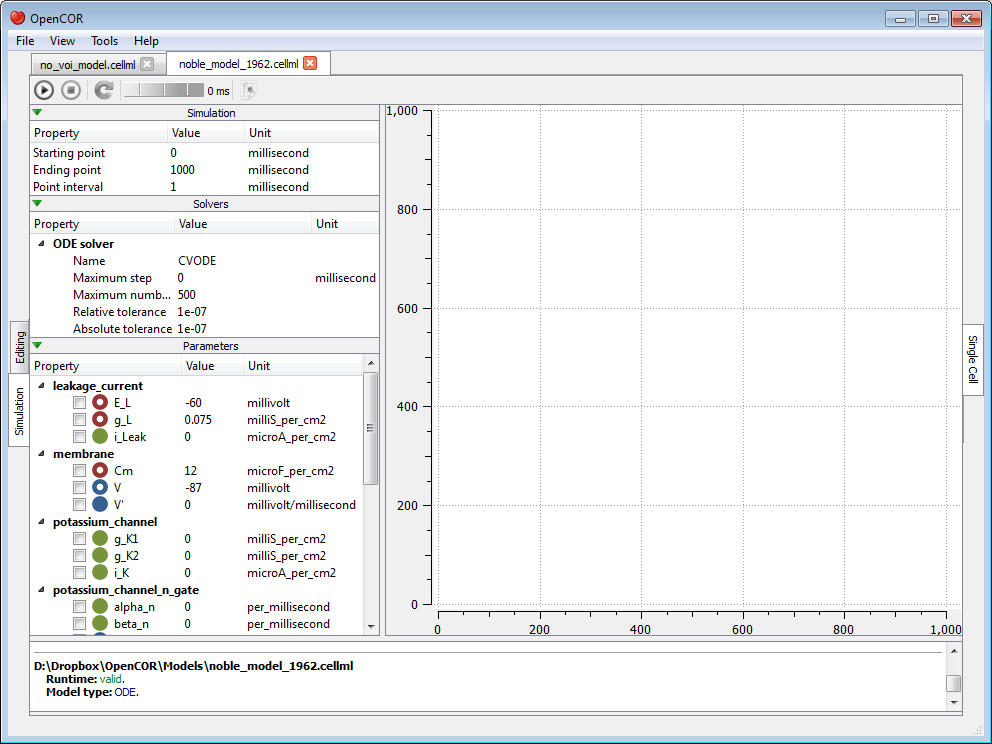 OpenCOR
File View Tools Help
no_voi_model.cellml noble_model_1962.cellml
0 ms
Simulation
Property Value Unit
Starting point 0 millisecond
Ending point 1000 millisecond
Point interval 1 millisecond
Solvers
Property Value Unit
ODE solver
Name CVODE
Maximum step 0 millisecond
Maximum numb... 500
Relative tolerance 1e-07
Absolute tolerance 1e-07
Parameters
Property Value Unit
leakage_current
E_L -60 millivolt
g_L 0.075 milliS_per_cm2
i_Leak 0 microA_per_cm2
membrane
Cm 12 microF_per_cm2
V -87 millivolt
V' 0 millivolt/millisecond
potassium_channel
g_K1 0 milliS_per_cm2
g_K2 0 milliS_per_cm2
i_K 0 microA_per_cm2
potassium_channel_n_gate
alpha_n 0 per_millisecond
beta_n 0 per_millisecond
Editing
Simulation
1,000
800
600
400
200
0
0 200 400 600 800 1,000
Single Cell
D:\Dropbox\OpenCOR\Models\noble_model_1962.cellml
Runtime: valid.
Model type: ODE.